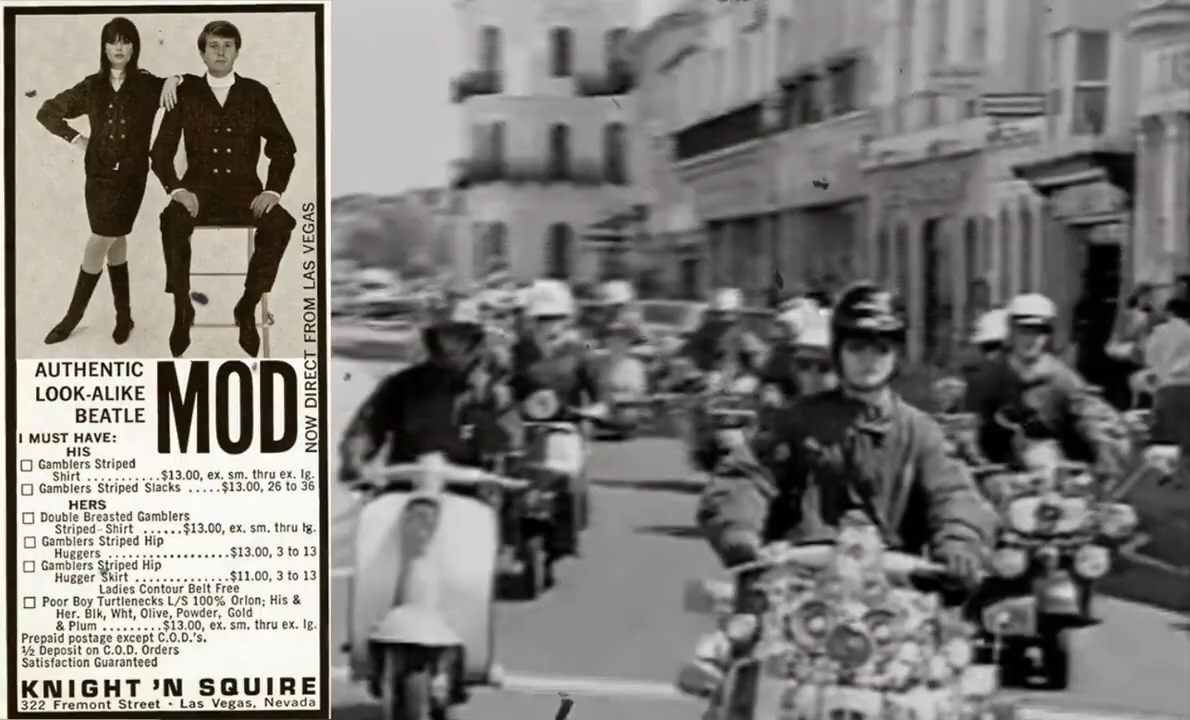 NOW DIRECT FROM LAS VEGAS
AUTHENTIC
LOOK-ALIKE
BEATLE
MOD
I MUST HAVE:
HIS
Gamblers Striped
Shirt ...........$13.00, ex. sm. thru ex. lg.
Gamblers Striped Slacks .....$13.00, 26 to 36
HERS
Double Breasted Gamblers
Striped-Shirt ......$13.00, ex. sm. thru lg.
Gamblers Striped Hip
Huggers ...................$13.00, 3 to 13
Gamblers Striped Hip
Hugger Skirt ..............$11.00, 3 to 13
Ladies Contour Belt Free
Poor Boy Turtlenecks L/S 100% Orlon; His &
Her. Blk, Wht, Olive, Powder, Gold
& Plum .........$13.00, ex. sm. thru ex. lg.
Prepaid postage except C.O.D.'s.
½ Deposit on C.O.D. Orders
Satisfaction Guaranteed
KNIGHT 'N SQUIRE
322 Fremont Street • Las Vegas, Nevada